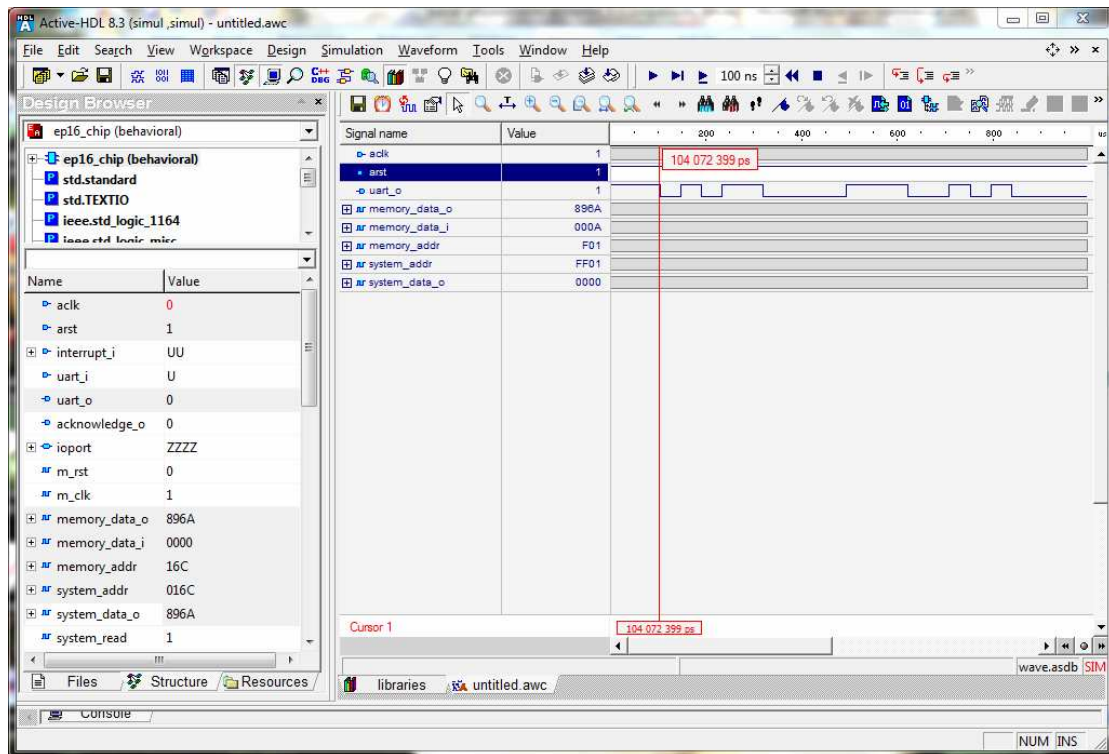 Active-HDL 8.3 (simul ,simul) - untitled.awc
File Edit Search View Workspace Design Simulation Waveform Tools Window Help
100 ns
Design Browser
ep16_chip (behavioral)
ep16_chip (behavioral)
std.standard
std.TEXTIO
ieee.std_logic_1164
ieee.std_logic_misc
Name Value
aclk 0
arst 1
interrupt_i UU
uart_i U
uart_o 0
acknowledge_o 0
ioport ZZZZ
m_rst 0
m_clk 1
memory_data_o 896A
memory_data_i 0000
memory_addr 16C
system_addr 016C
system_data_o 896A
system_read 1
Files Structure Resources
Signal name Value 200 400 600 800 us
aclk 1
arst 1
uart_o 1
memory_data_o 896A
memory_data_i 000A
memory_addr F01
system_addr FF01
system_data_o 0000
104 072 399 ps
Cursor 1 104 072 399 ps
wave.asdb SIM
libraries untitled.awc
Console
NUM INS